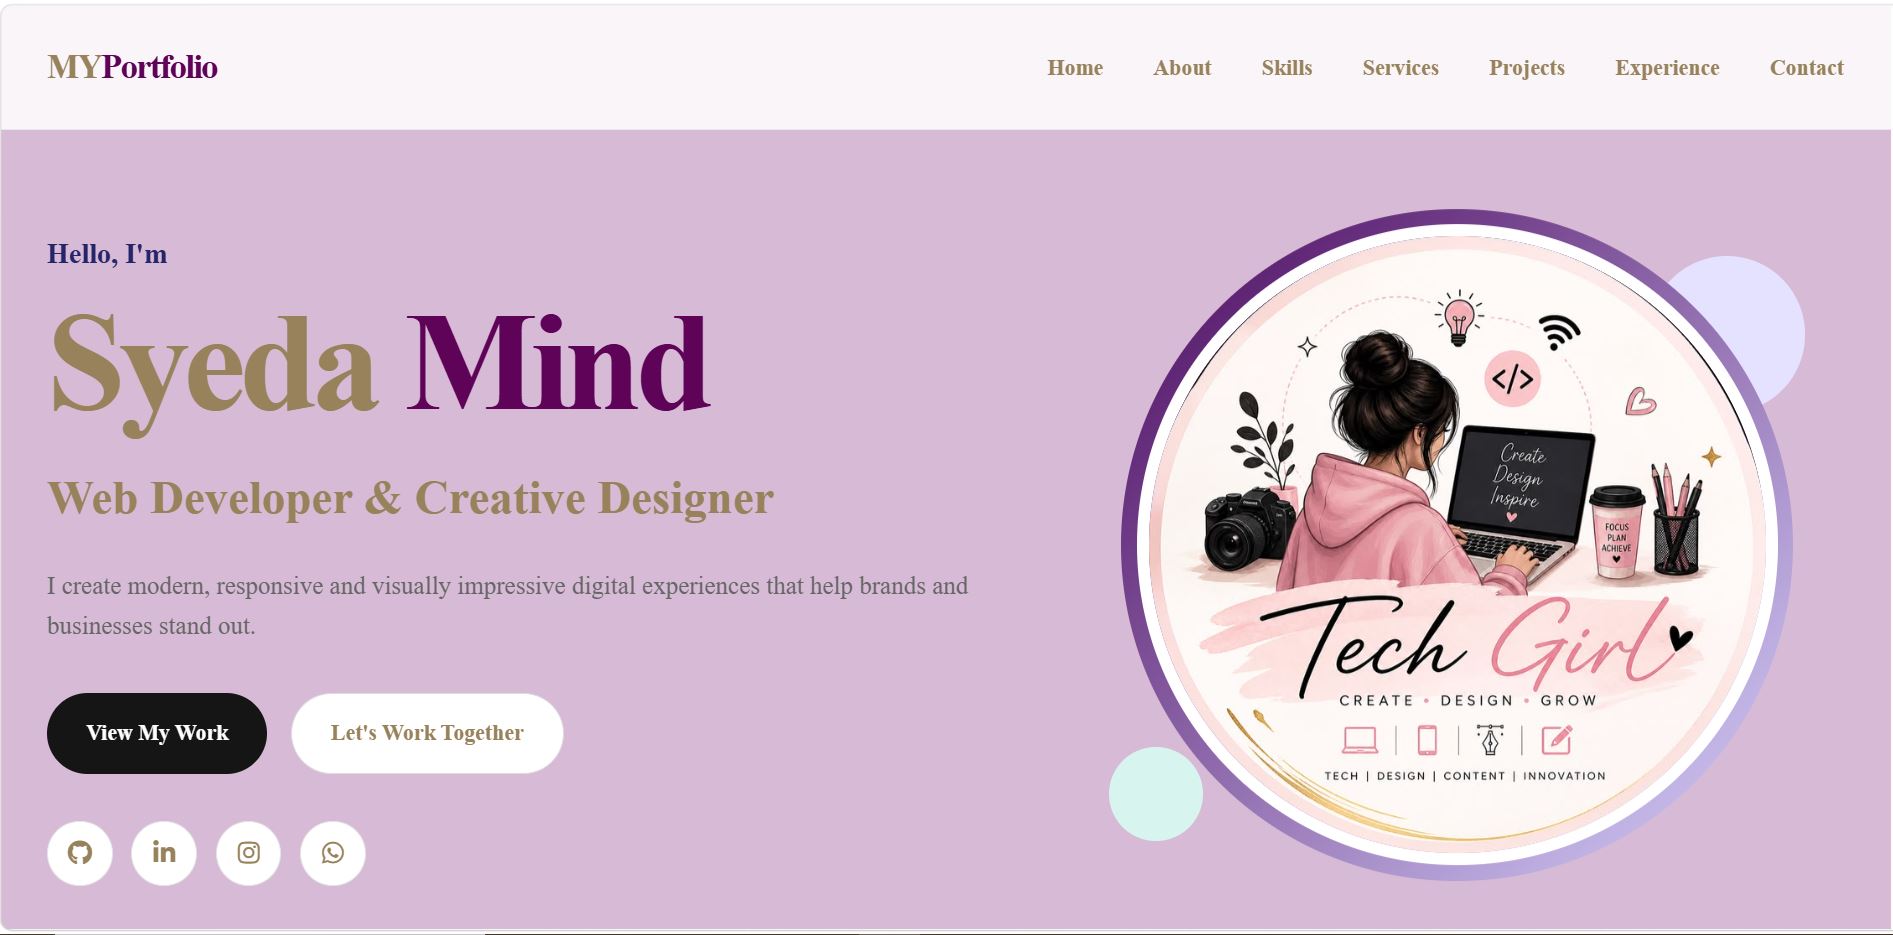 MYPortfolio
Home About Skills Services Projects Experience Contact
Hello, I'm
Syeda Mind
Web Developer & Creative Designer
I create modern, responsive and visually impressive digital experiences that help brands and
businesses stand out.
View My Work
Let's Work Together
in
</>
Create
Design
Inspire
FOCUS
PLAN
ACHIEVE
Tech Girl
CREATE • DESIGN • GROW
TECH | DESIGN | CONTENT | INNOVATION